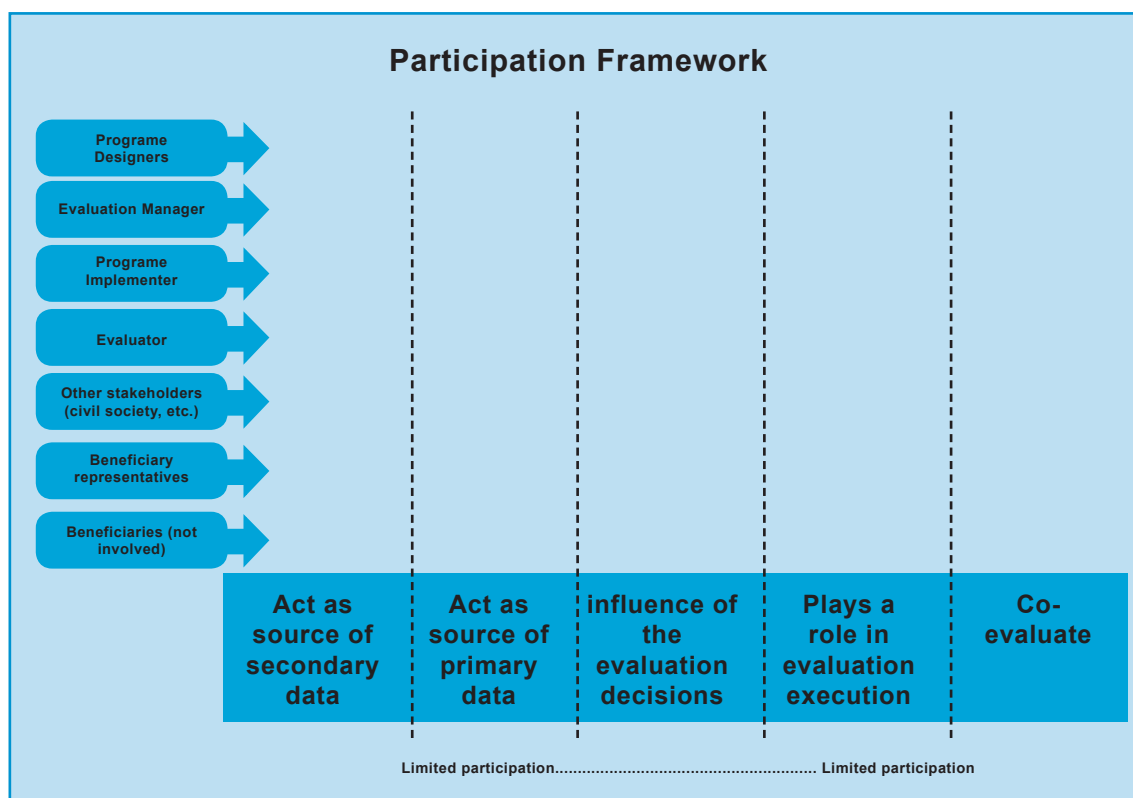 Participation Framework
Programe
Designers
Evaluation Manager
Programe
Implementer
Evaluator
Other stakeholders
(civil society, etc.)
Beneficiary
representatives
Beneficiaries (not
involved)
Act as
source of
secondary
data
Act as
source of
primary
data
influence of
the
evaluation
decisions
Plays a
role in
evaluation
execution
Co-
evaluate
Limited participation.......................................................... Limited participation